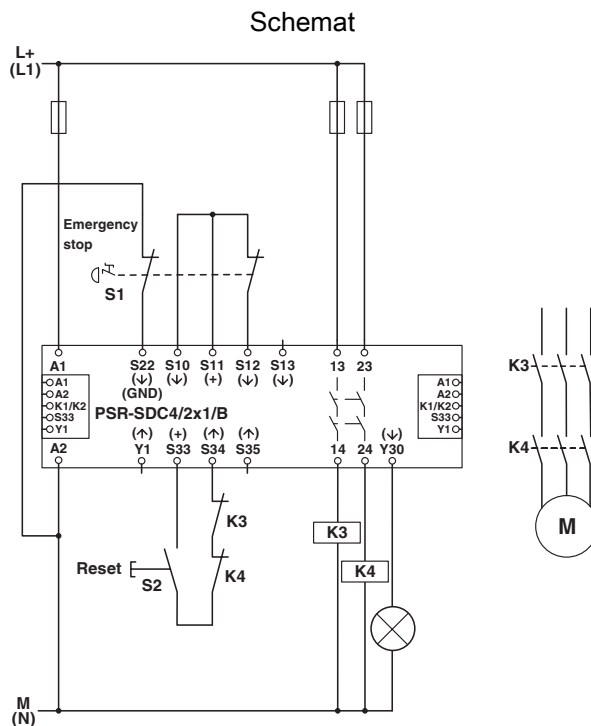 Schemat
L+
(L1)
Emergency
stop
S1
A1 S22 S10 S11 S12 S13 13 23
(↓) (↓) (+) (↓) (↓)
(GND)
A1
A2
K1/K2
S33
Y1
PSR-SDC4/2x1/B
A1
A2
K1/K2
S33
Y1
(↑) (+) (↑) (↑) (↓)
A2 Y1 S33 S34 S35 14 24 Y30
K3
K4
M
K3
K3
Reset
S2
K4
K4
M
(N)